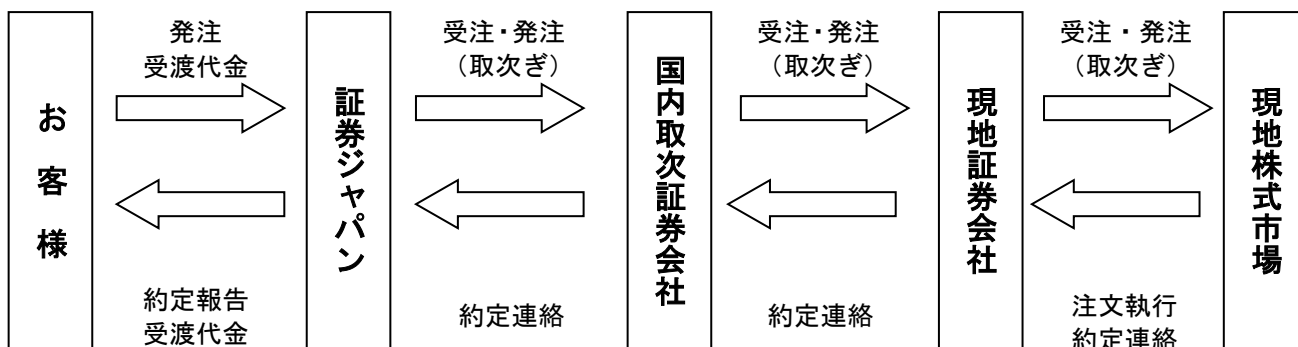 お客様
発注
受渡代金
約定報告
受渡代金
証券ジャパン
受注・発注
（取次ぎ）
約定連絡
国内取次証券会社
受注・発注
（取次ぎ）
約定連絡
現地証券会社
受注・発注
（取次ぎ）
注文執行
約定連絡
現地株式市場